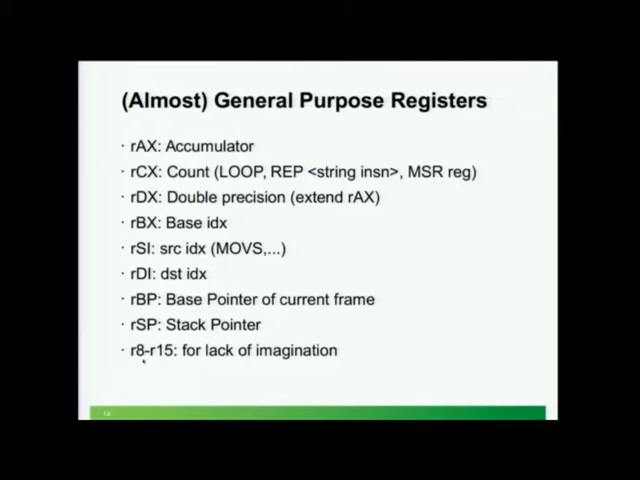 (Almost) General Purpose Registers
· rAX: Accumulator
· rCX: Count (LOOP, REP <string insn>, MSR reg)
· rDX: Double precision (extend rAX)
· rBX: Base idx
· rSI: src idx (MOVS,...)
· rDI: dst idx
· rBP: Base Pointer of current frame
· rSP: Stack Pointer
· r8-r15: for lack of imagination